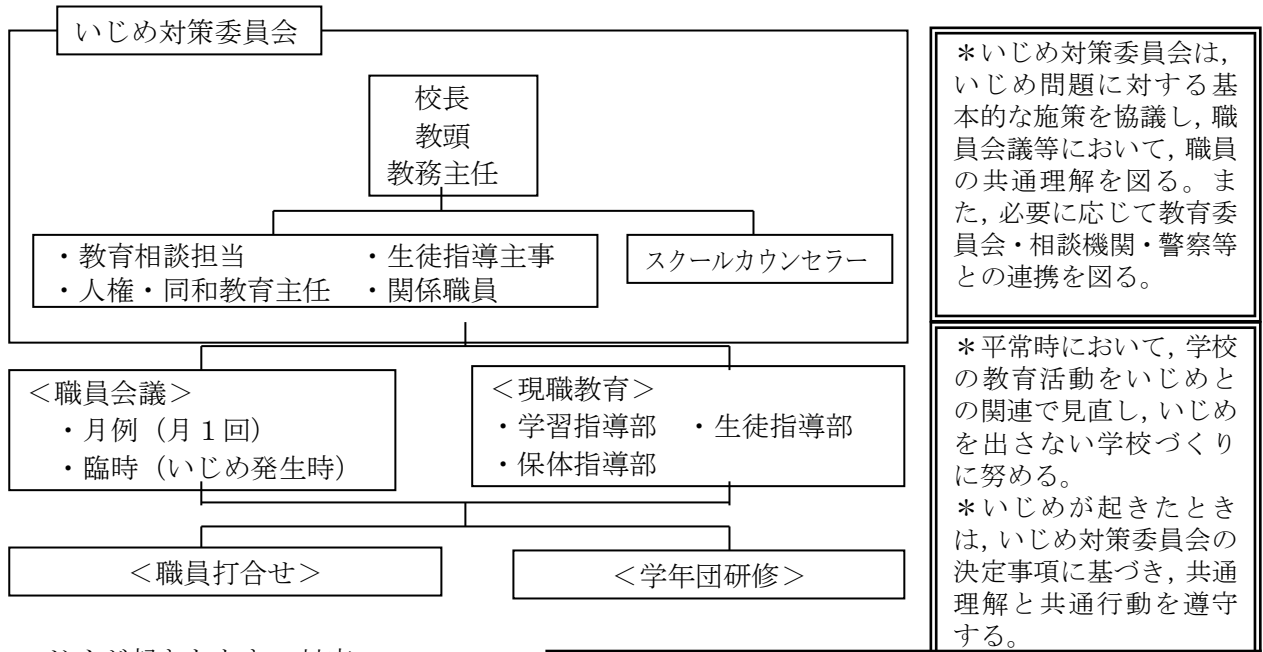 いじめ対策委員会
校長
教頭
教務主任
・教育相談担当　・生徒指導主事
・人権・同和教育主任　・関係職員
スクールカウンセラー
＜職員会議＞
・月例（月１回）
・臨時（いじめ発生時）
＜現職教育＞
・学習指導部　・生徒指導部
・保体指導部
＜職員打合せ＞
＜学年団研修＞
＊いじめ対策委員会は,
いじめ問題に対する基
本的な施策を協議し,職
員会議等において,職員
の共通理解を図る。ま
た,必要に応じて教育委
員会・相談機関・警察等
との連携を図る。
＊平常時において,学校
の教育活動をいじめと
の関連で見直し,いじめ
を出さない学校づくり
に努める。
＊いじめが起きたとき
は,いじめ対策委員会の
決定事項に基づき,共通
理解と共通行動を遵守
する。